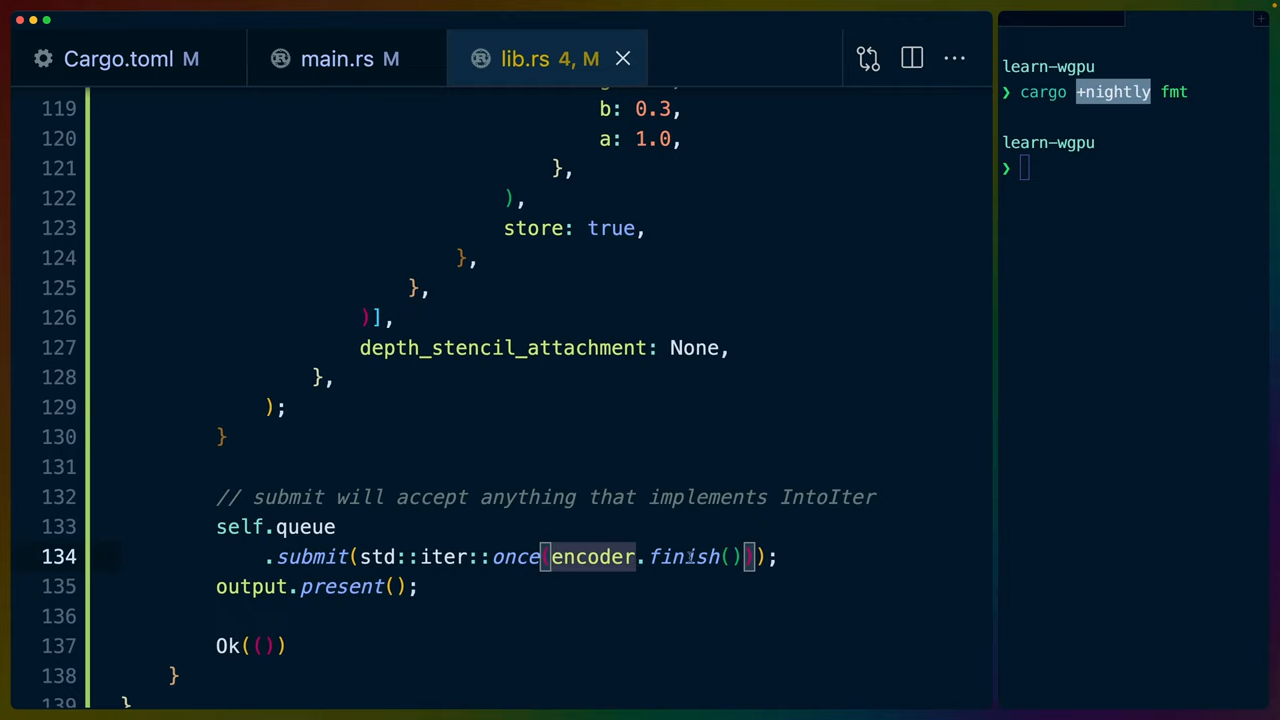 Cargo.toml M
main.rs M
lib.rs 4, M
119 b: 0.3,
120 a: 1.0,
121 },
122 ),
123 store: true,
124 },
125 },
126 )],
127 depth_stencil_attachment: None,
128 },
129 );
130 }
131
132 // submit will accept anything that implements IntoIter
133 self.queue
134 .submit(std::iter::once(encoder.finish()));
135 output.present();
136
137 Ok(())
138 }
139 }
learn-wgpu
❯ cargo +nightly fmt
learn-wgpu
❯